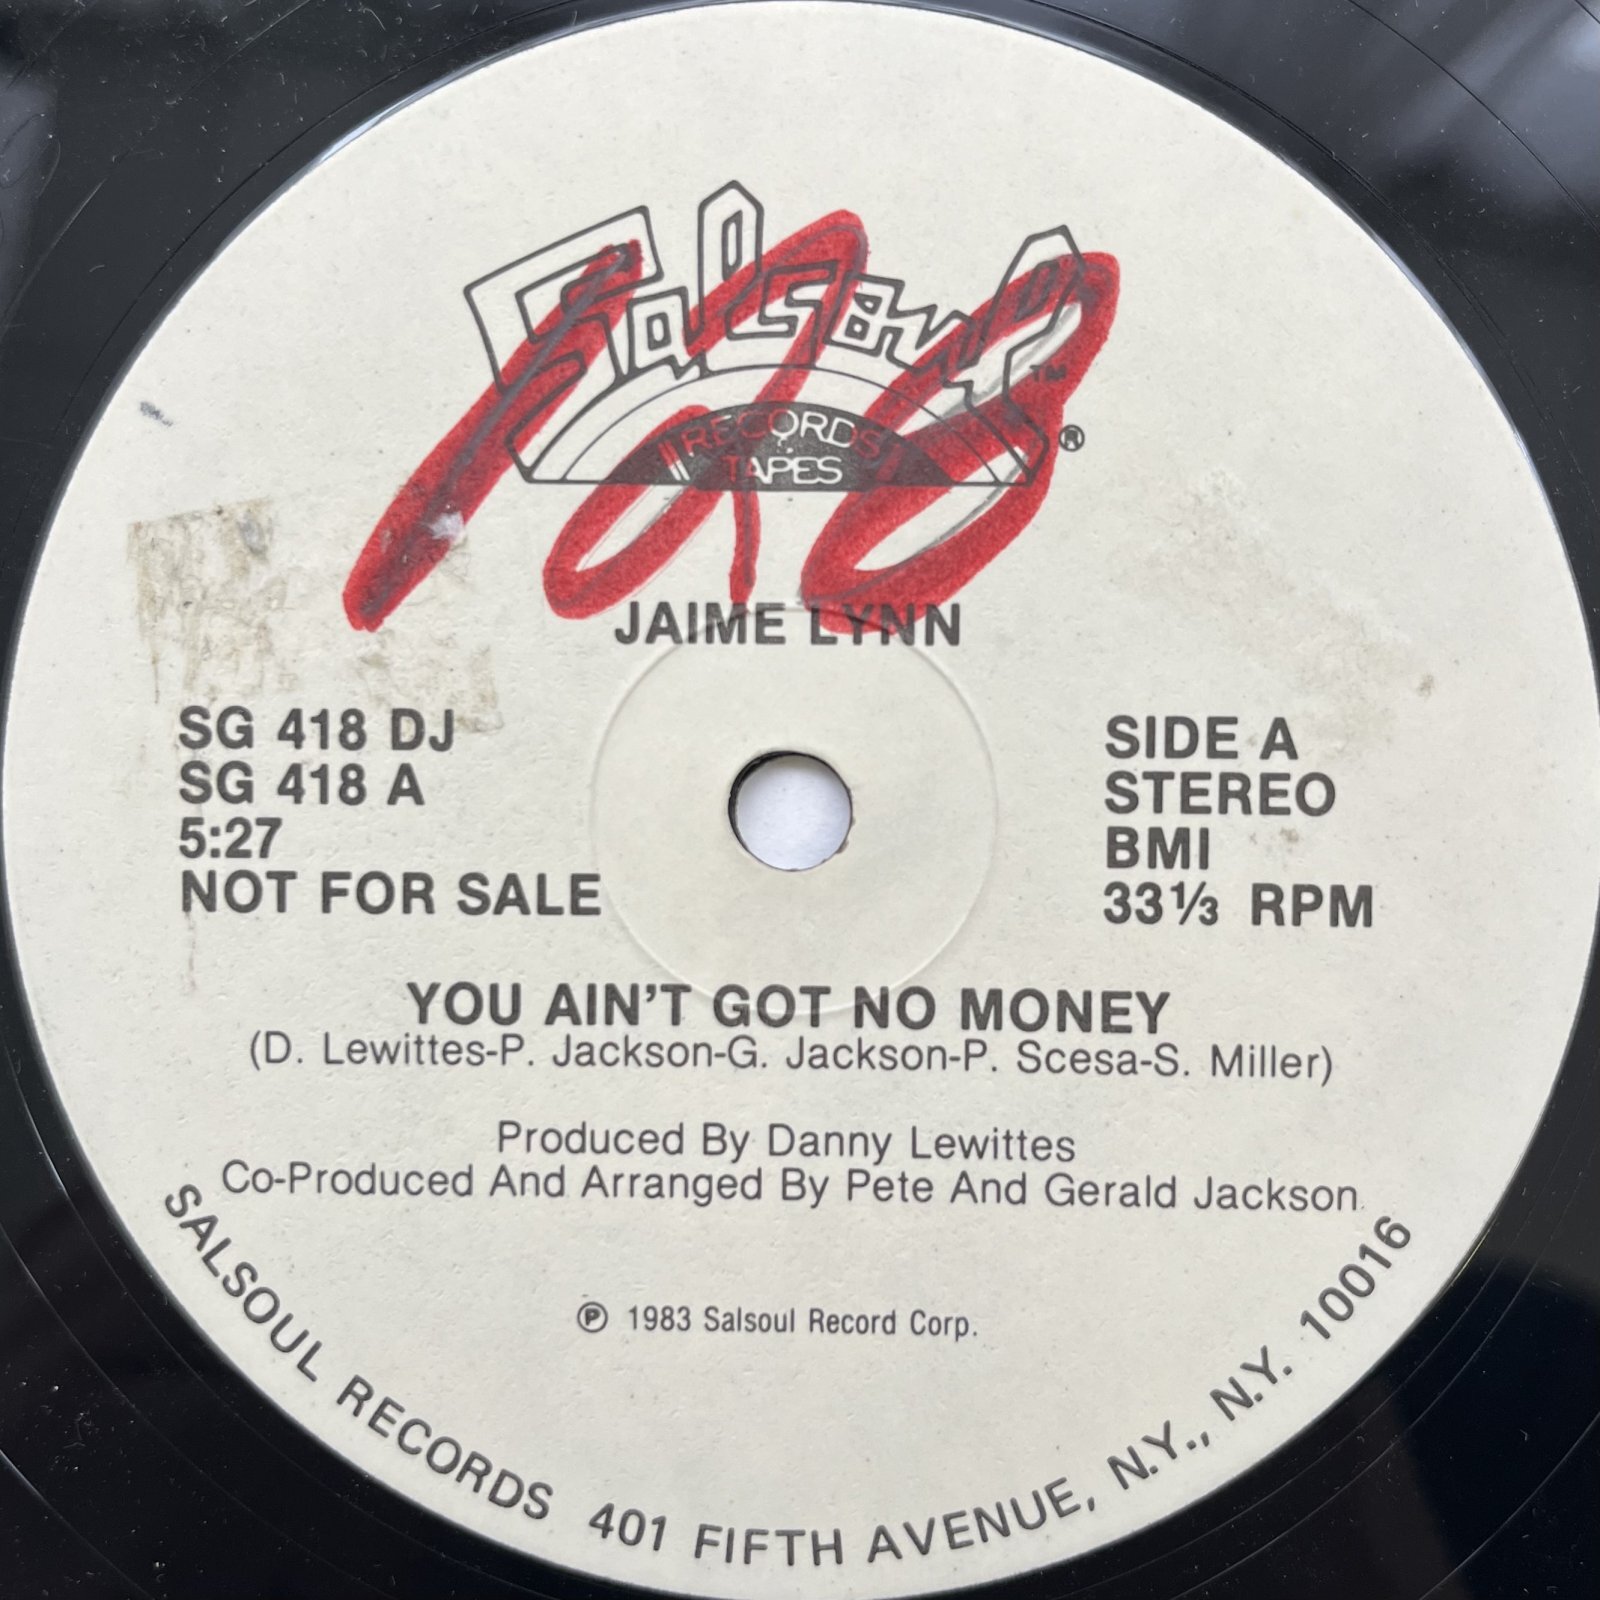 Salsoul
TM
RECORDS
TAPES
®
128
JAIME LYNN
SG 418 DJ
SG 418 A
5:27
NOT FOR SALE
SIDE A
STEREO
BMI
33⅓ RPM
YOU AIN'T GOT NO MONEY
(D. Lewittes-P. Jackson-G. Jackson-P. Scesa-S. Miller)
Produced By Danny Lewittes
Co-Produced And Arranged By Pete And Gerald Jackson
℗ 1983 Salsoul Record Corp.
SALSOUL RECORDS 401 FIFTH AVENUE, N.Y., N.Y. 10016